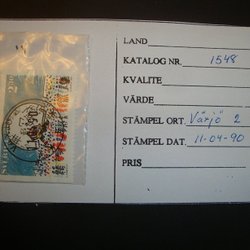 LAND
KATALOG NR. 1548
KVALITE
VÄRDE
STÄMPEL ORT Växjö 2
STÄMPEL DAT. 11-04-90
PRIS